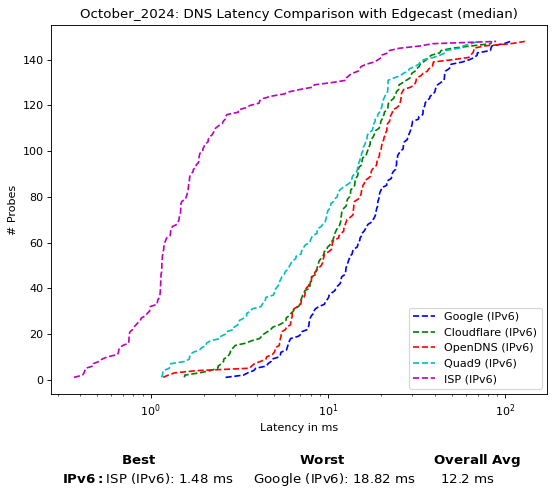 October_2024: DNS Latency Comparison with Edgecast (median)
# Probes
140
120
100
80
60
40
20
0
Google (IPv6)
Cloudflare (IPv6)
OpenDNS (IPv6)
Quad9 (IPv6)
ISP (IPv6)
10⁰ 10¹ 10²
Latency in ms
Best Worst Overall Avg
IPv6: ISP (IPv6): 1.48 ms Google (IPv6): 18.82 ms 12.2 ms